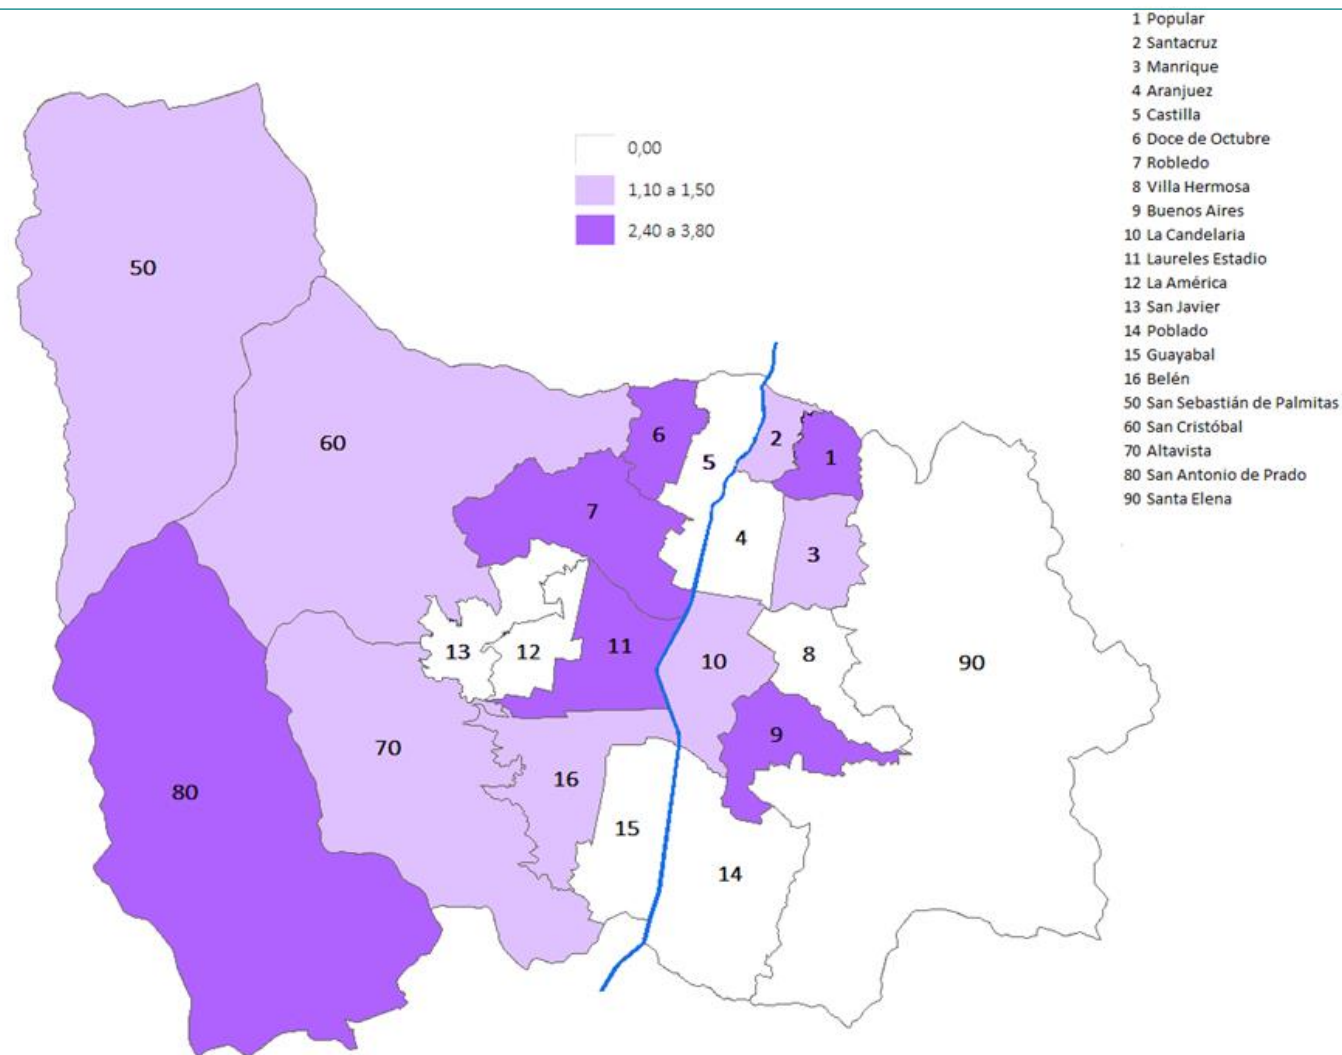 1 Popular
2 Santacruz
3 Manrique
4 Aranjuez
5 Castilla
6 Doce de Octubre
7 Robledo
8 Villa Hermosa
9 Buenos Aires
10 La Candelaria
11 Laureles Estadio
12 La América
13 San Javier
14 Poblado
15 Guayabal
16 Belén
50 San Sebastián de Palmitas
60 San Cristóbal
70 Altavista
80 San Antonio de Prado
90 Santa Elena
0,00
1,10 a 1,50
2,40 a 3,80
50
60
6
5
2
1
7
4
3
13
12
11
10
8
90
70
9
16
80
15
14